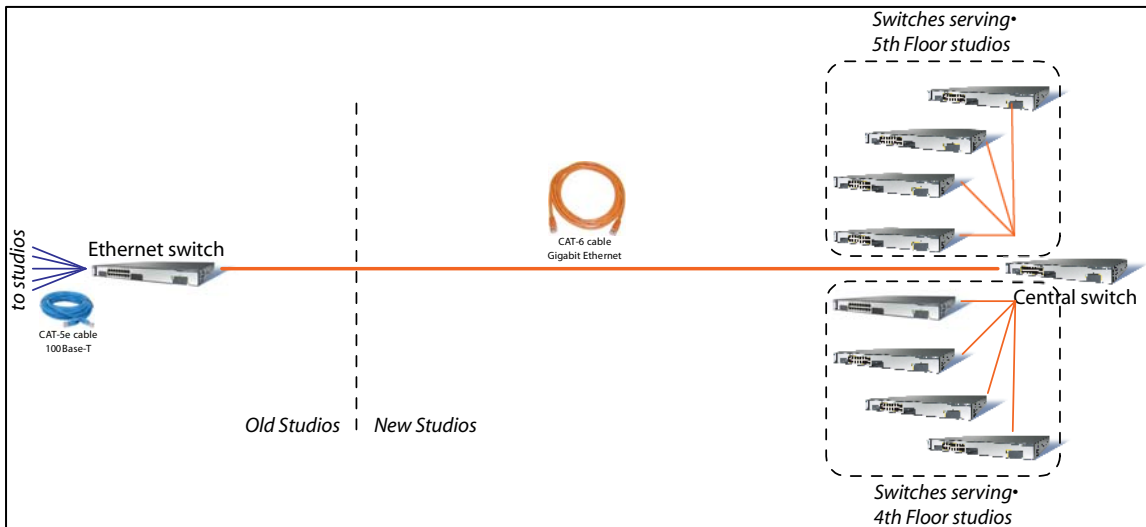 Switches serving•
5th Floor studios
CAT-6 cable
Gigabit Ethernet
Ethernet switch
to studios
CAT-5e cable
100Base-T
Central switch
Old Studios
New Studios
Switches serving•
4th Floor studios